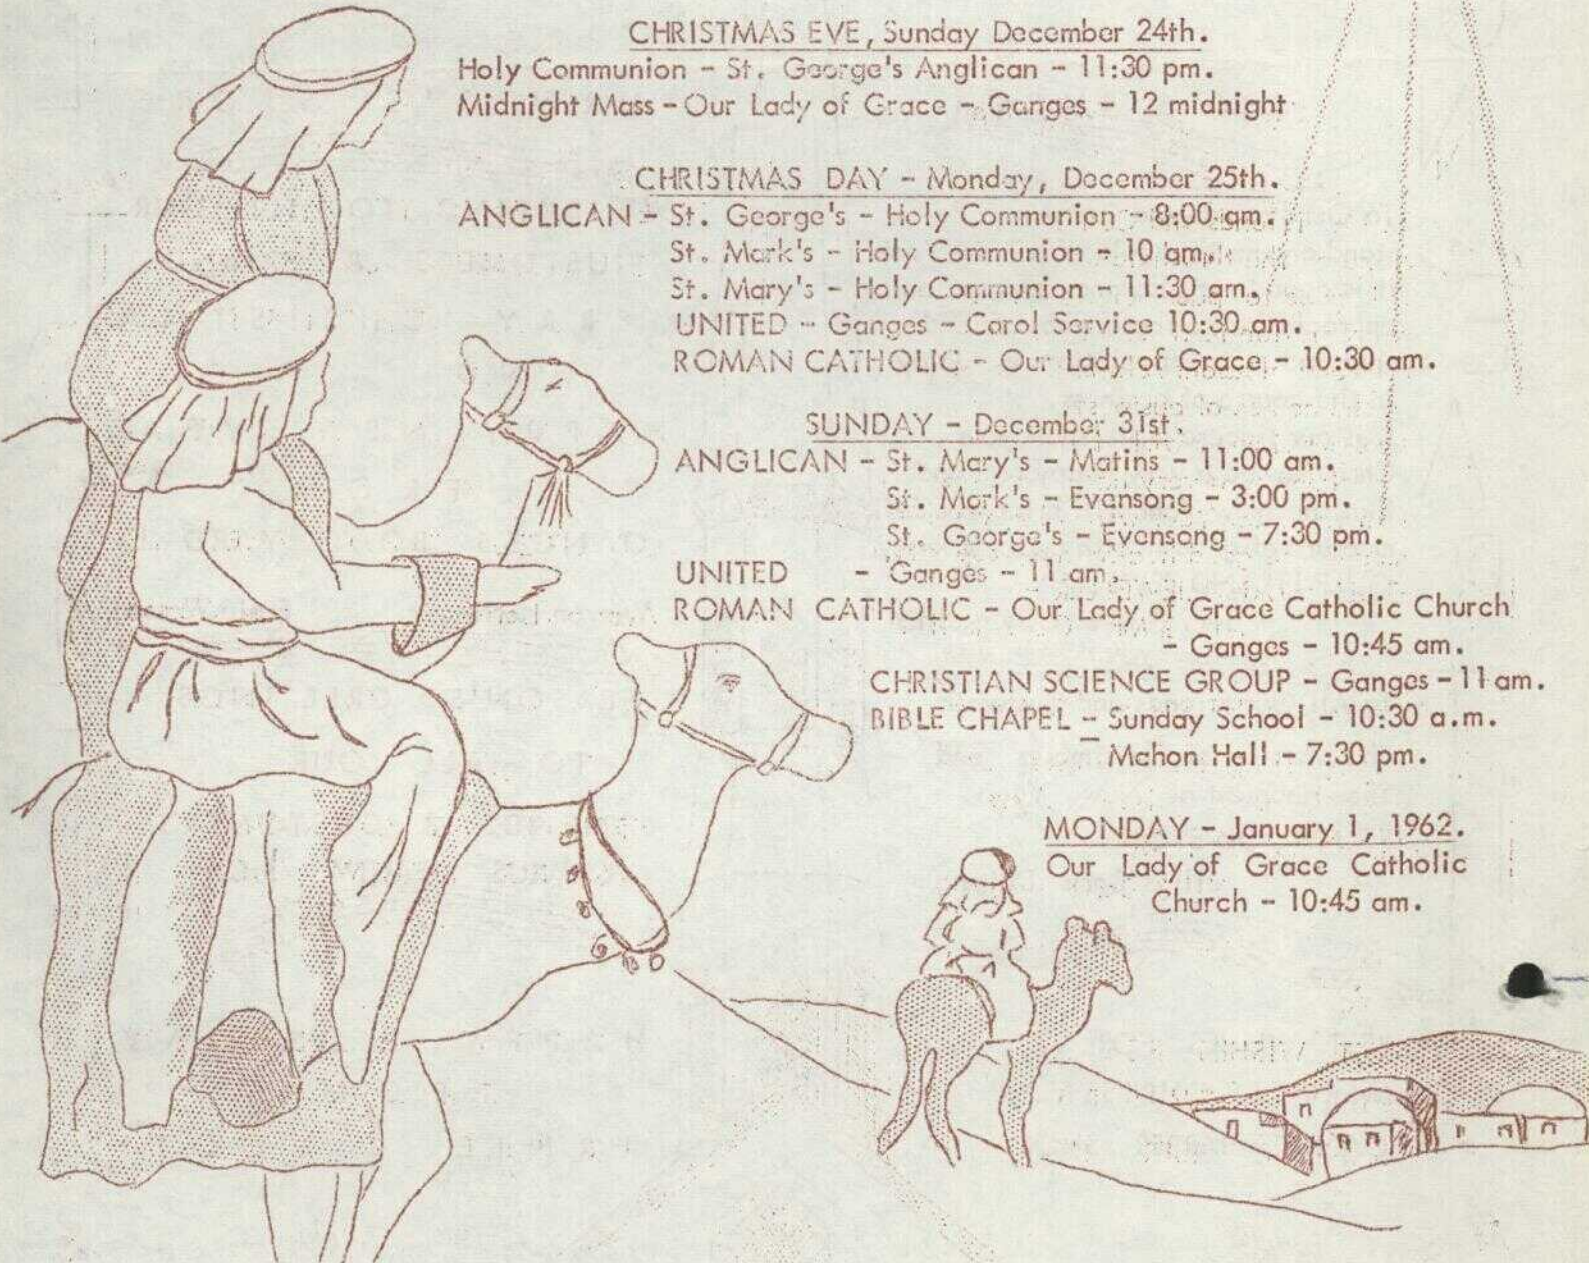 CHRISTMAS EVE, Sunday December 24th.
Holy Communion - St. George's Anglican - 11:30 pm.
Midnight Mass - Our Lady of Grace - Ganges - 12 midnight
CHRISTMAS DAY - Monday, December 25th.
ANGLICAN - St. George's - Holy Communion - 8:00 am.
St. Mark's - Holy Communion - 10 am.
St. Mary's - Holy Communion - 11:30 am.
UNITED - Ganges - Carol Service 10:30 am.
ROMAN CATHOLIC - Our Lady of Grace - 10:30 am.
SUNDAY - December 31st.
ANGLICAN - St. Mary's - Matins - 11:00 am.
St. Mark's - Evensong - 3:00 pm.
St. George's - Evensong - 7:30 pm.
UNITED - Ganges - 11 am.
ROMAN CATHOLIC - Our Lady of Grace Catholic Church
- Ganges - 10:45 am.
CHRISTIAN SCIENCE GROUP - Ganges - 11 am.
BIBLE CHAPEL - Sunday School - 10:30 a.m.
- Mahon Hall - 7:30 pm.
MONDAY - January 1, 1962.
Our Lady of Grace Catholic
Church - 10:45 am.